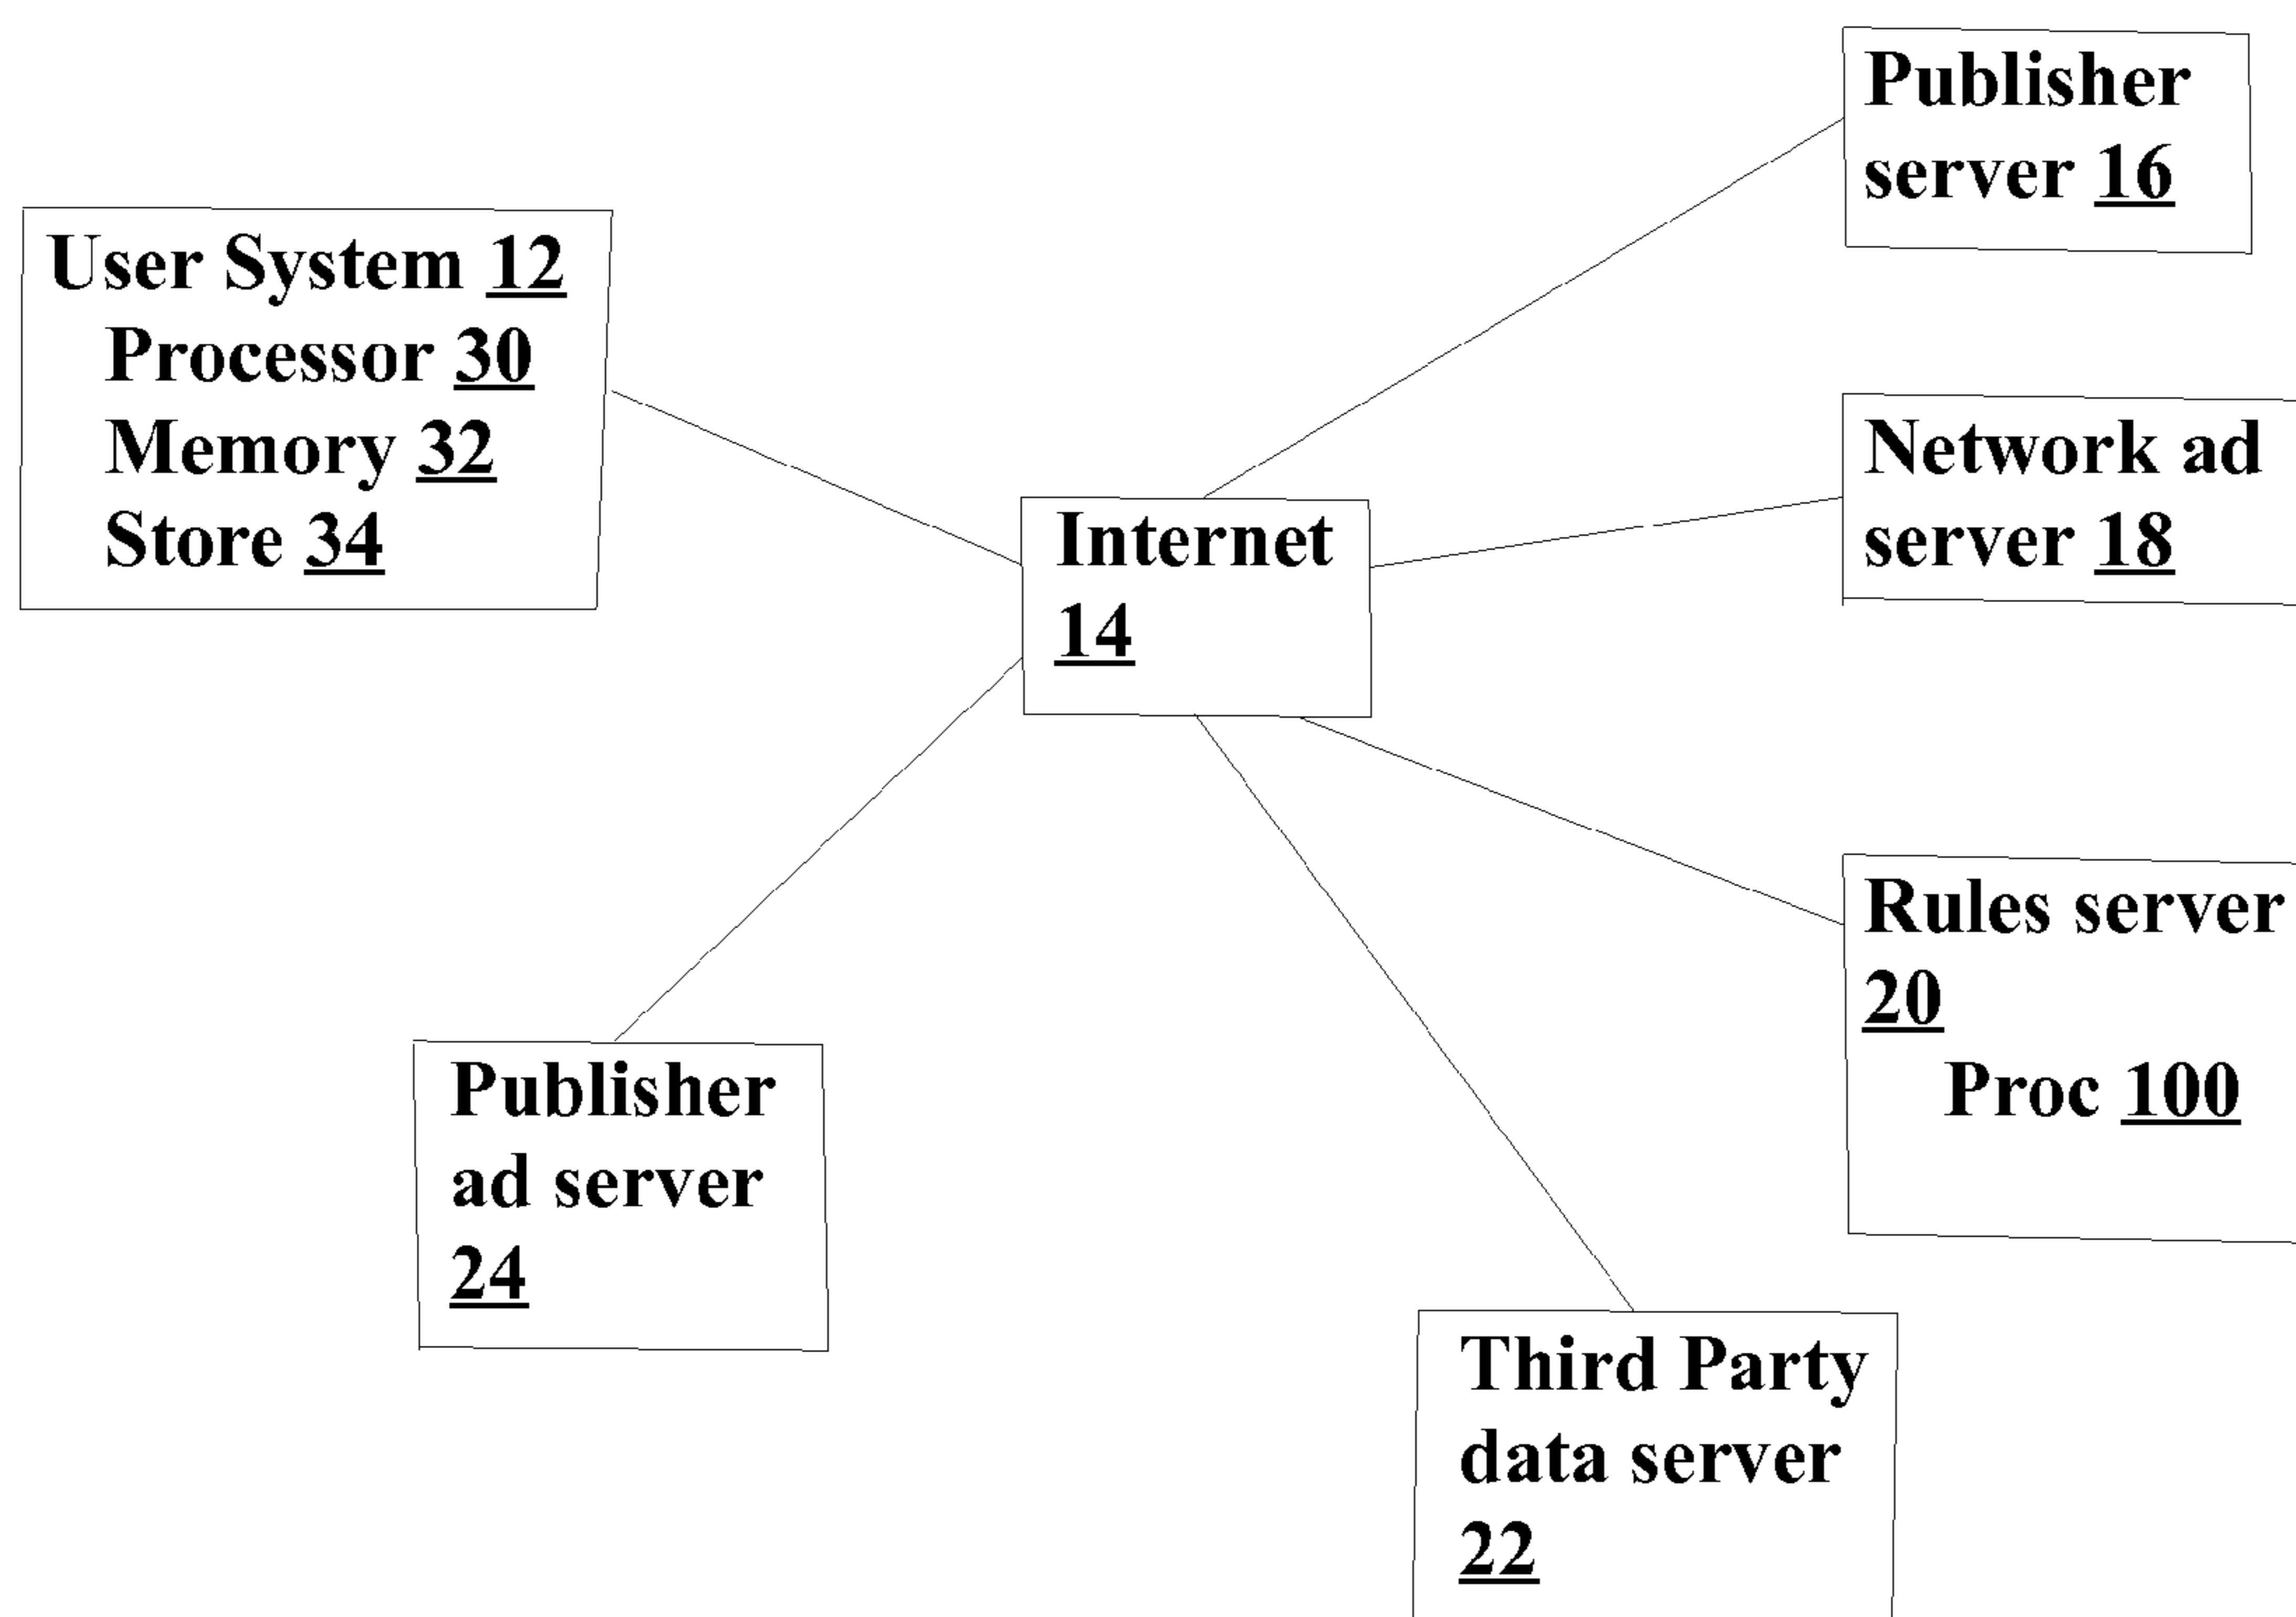 Publisher
server 16
User System 12
Processor 30
Memory 32
Store 34
Network ad
server 18
Internet
14
Rules server
20
Proc 100
Publisher
ad server
24
Third Party
data server
22